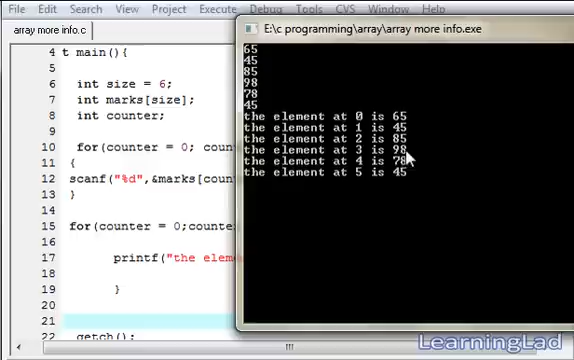 File Edit Search View Project Execute Debug Tools CVS Window Help
array more info.c
4 t main(){
5
6 int size = 6;
7 int marks[size];
8 int counter;
9
10 for(counter = 0; coun
11 {
12 scanf("%d",&marks[coun
13 }
14
15 for(counter = 0;counte
16
17 printf("the elem
18
19 }
20
21
22 getch();
E:\c programming\array\array more info.exe
65
45
85
98
78
45
the element at 0 is 65
the element at 1 is 45
the element at 2 is 85
the element at 3 is 98
the element at 4 is 78
the element at 5 is 45
LearningLad